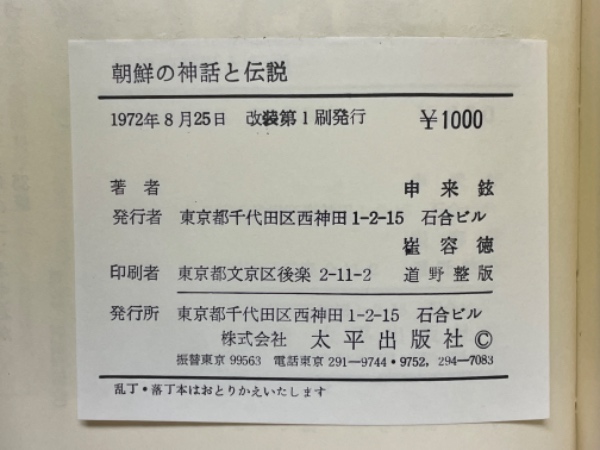 朝鮮の神話と伝説
1972年8月25日 改装第1刷発行 ¥1000
著者 申来鉉
発行者 東京都千代田区西神田1-2-15 石合ビル
崔容徳
印刷者 東京都文京区後楽 2-11-2 道野整版
発行所 東京都千代田区西神田1-2-15 石合ビル
株式会社 太平出版社 ©
振替東京 99563 電話東京 291-9744・9752, 294-7083
乱丁・落丁本はおとりかえいたします